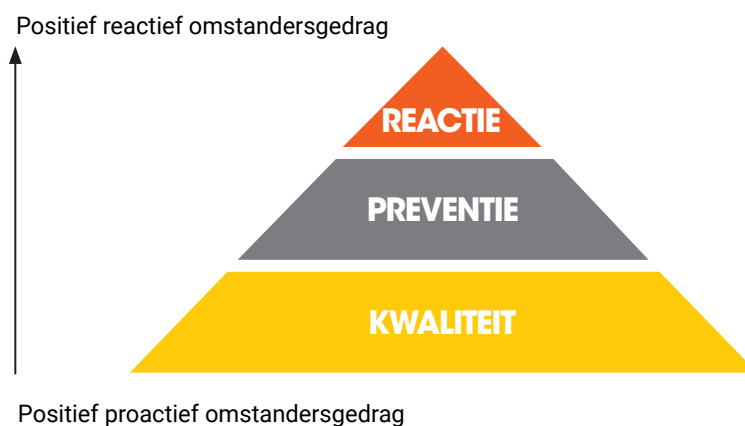 Positief reactief omstandersgedrag
REACTIE
PREVENTIE
KWALITEIT
Positief proactief omstandersgedrag